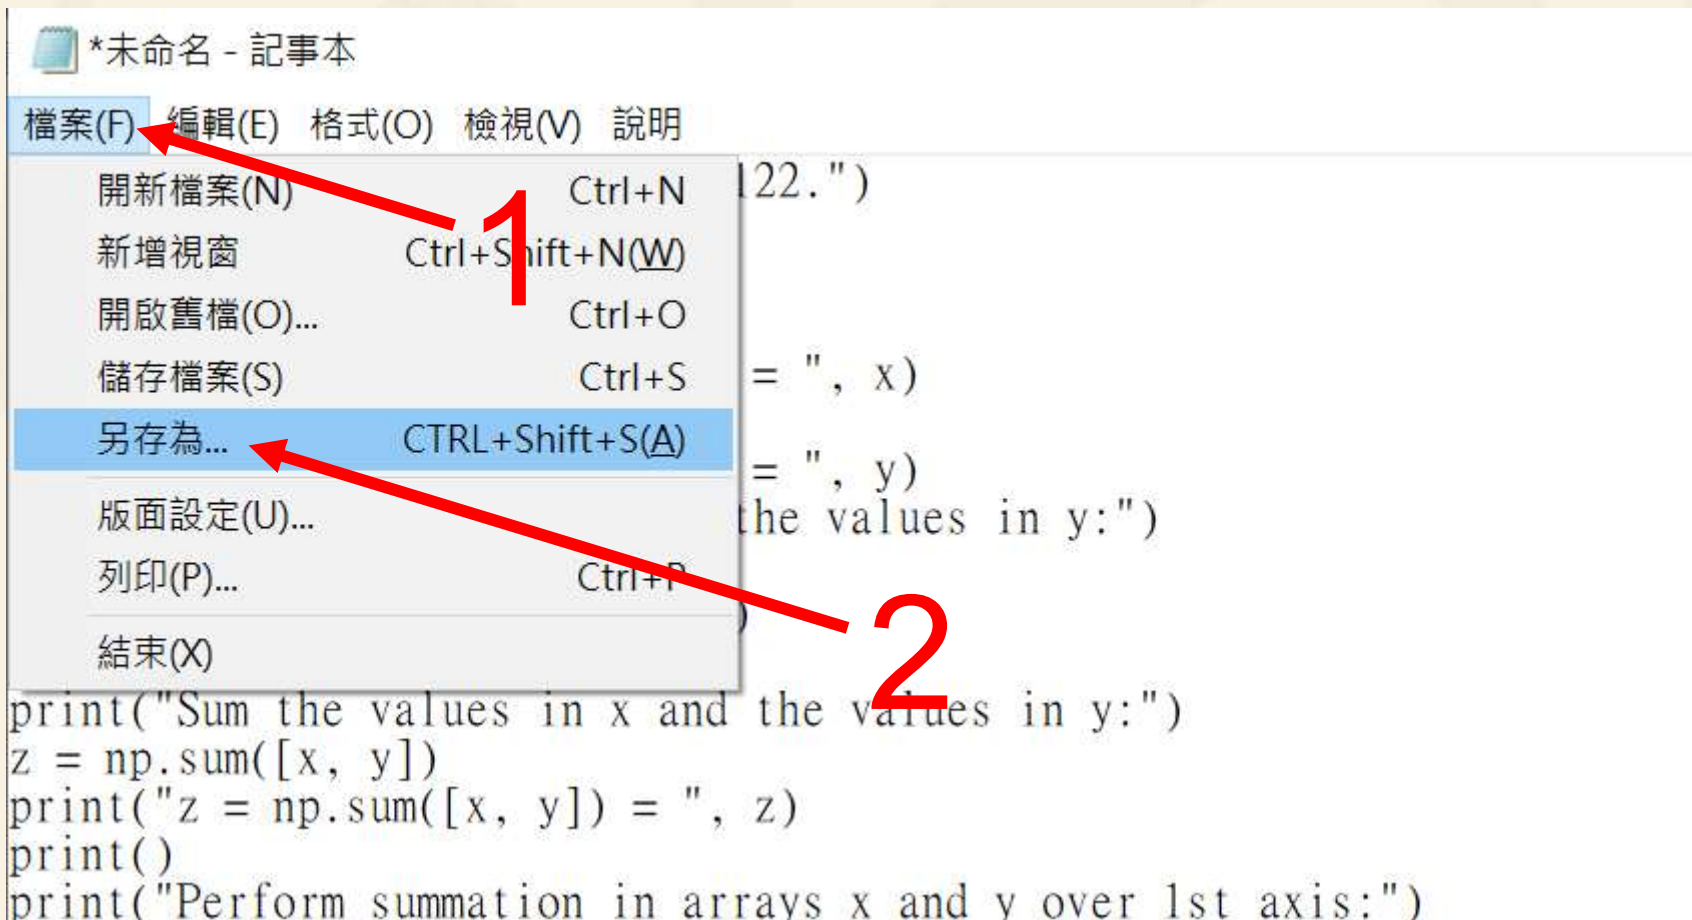 *未命名 - 記事本
檔案(F) 編輯(E) 格式(O) 檢視(V) 說明
開新檔案(N) Ctrl+N
新增視窗 Ctrl+Shift+N(W)
開啟舊檔(O)... Ctrl+O
儲存檔案(S) Ctrl+S
另存為... CTRL+Shift+S(A)
版面設定(U)...
列印(P)... Ctrl+P
結束(X)
1
2
122.")
= ", x)
= ", y)
the values in y:")
)
print("Sum the values in x and the values in y:")
z = np.sum([x, y])
print("z = np.sum([x, y]) = ", z)
print()
print("Perform summation in arrays x and y over 1st axis:")